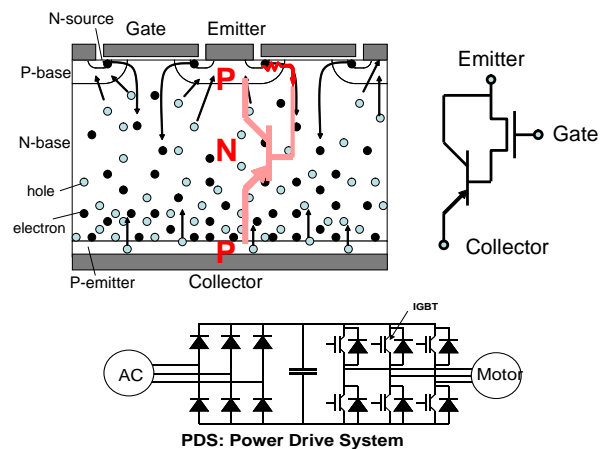 N-source
Gate
Emitter
P-base
P
N-base
N
hole
electron
P
P-emitter
Collector
Emitter
Gate
Collector
IGBT
AC
Motor
PDS: Power Drive System